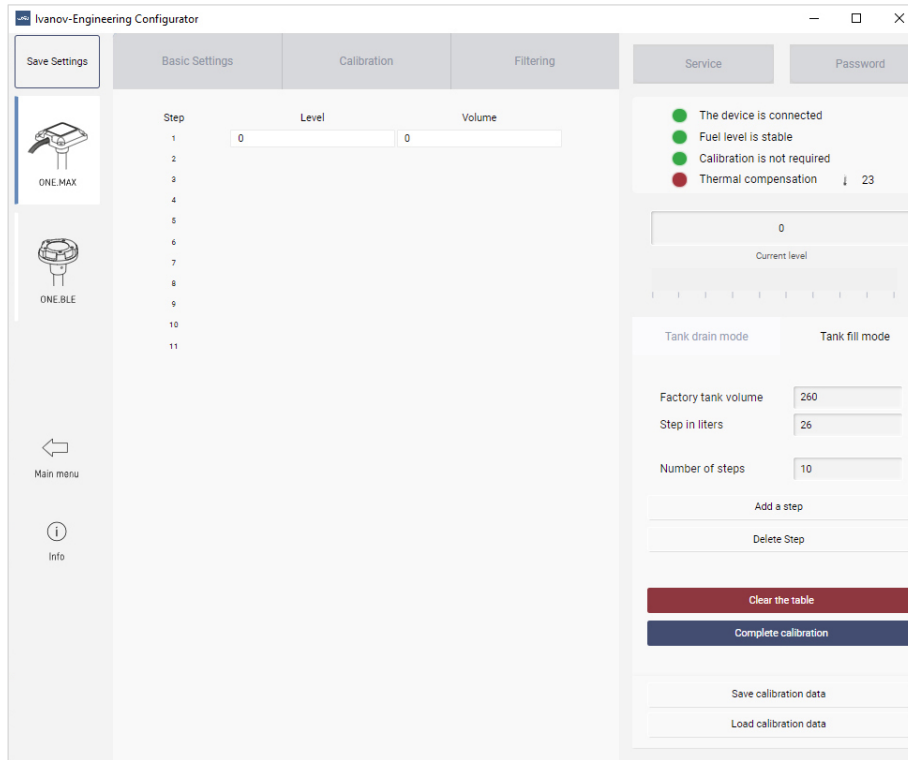 Ivanov-Engineering Configurator
Save Settings
Basic Settings
Calibration
Filtering
Service
Password
ONE.MAX
ONE.BLE
Main menu
Info
Step Level Volume
1 0 0
2
3
4
5
6
7
8
9
10
11
The device is connected
Fuel level is stable
Calibration is not required
Thermal compensation 23
0
Current level
Tank drain mode
Tank fill mode
Factory tank volume 260
Step in liters 26
Number of steps 10
Add a step
Delete Step
Clear the table
Complete calibration
Save calibration data
Load calibration data